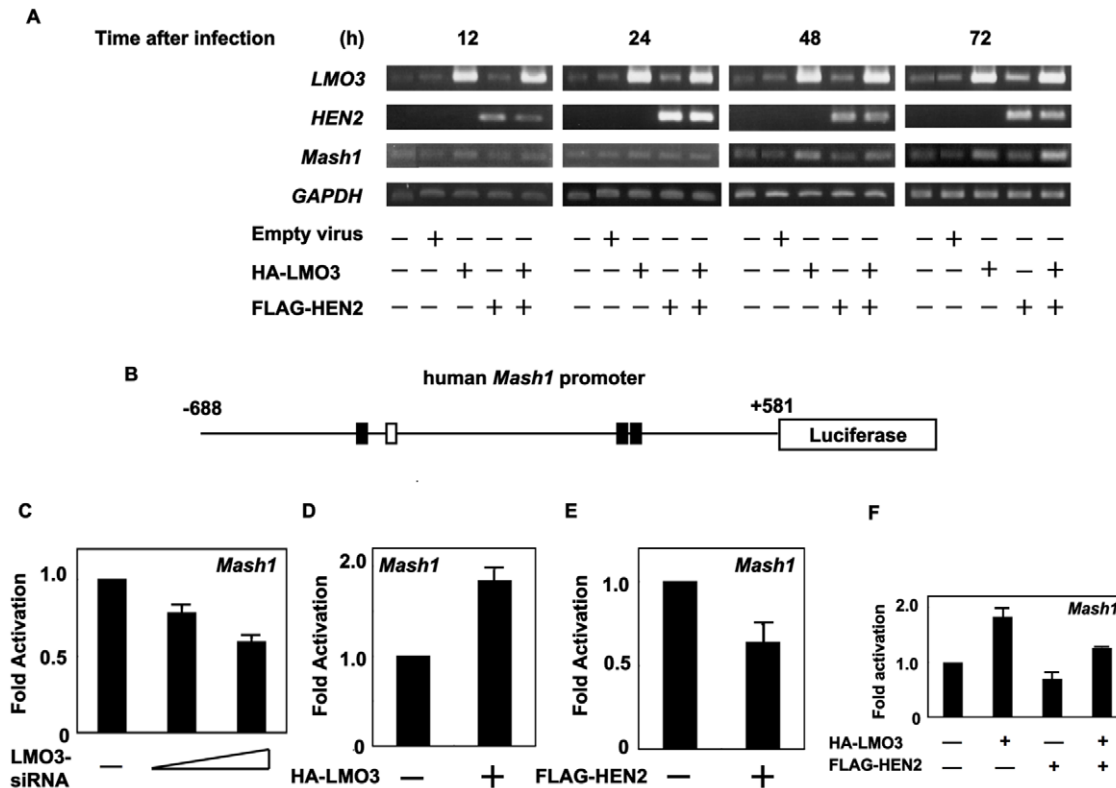 A
Time after infection (h) 12 24 48 72
LMO3
HEN2
Mash1
GAPDH
Empty virus – + – – – – + – – – – + – – – – + – – –
HA-LMO3 – – + – + – – + – + – – + – + – – + – +
FLAG-HEN2 – – – + + – – – + + – – – + + – – – + +
B
human Mash1 promoter
-688 +581
Luciferase
C
Mash1
Fold Activation
1.0
0.5
0
LMO3-
siRNA –
D
Mash1
Fold Activation
2.0
1.0
0
HA-LMO3 – +
E
Mash1
Fold Activation
1.0
0.5
0
FLAG-HEN2 – +
F
Mash1
Fold activation
2.0
1.0
0
HA-LMO3 – + – +
FLAG-HEN2 – – + +